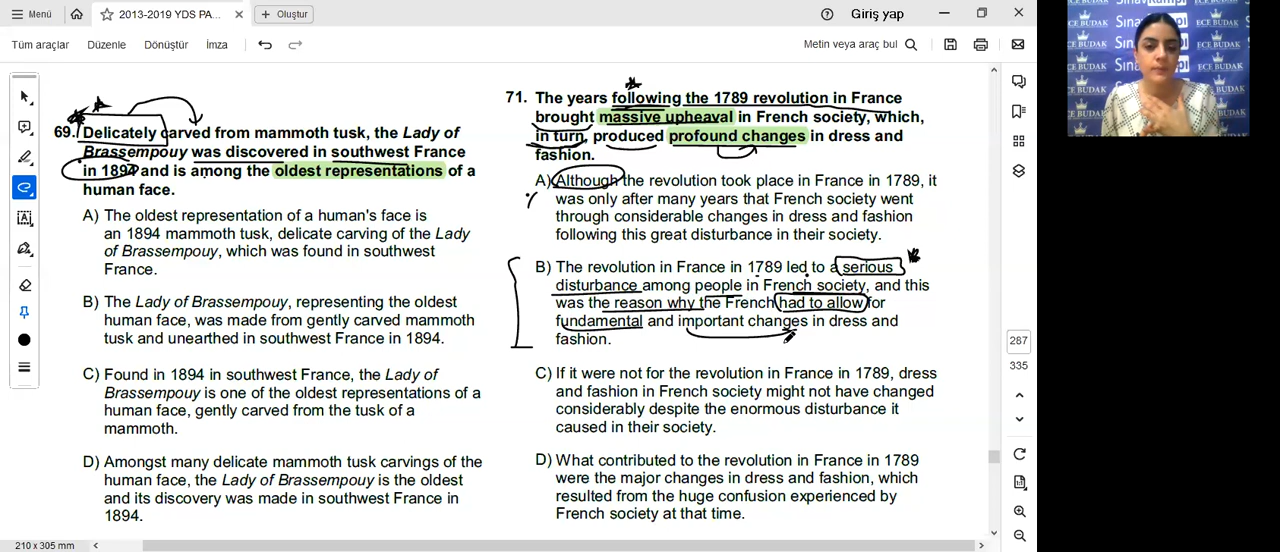 Menü
2013-2019 YDS PA...
Oluştur
Giriş yap
Tüm araçlar
Düzenle
Dönüştür
İmza
Metin veya araç bul
69. Delicately carved from mammoth tusk, the Lady of
Brassempouy was discovered in southwest France
in 1894 and is among the oldest representations of a
human face.
A) The oldest representation of a human's face is
an 1894 mammoth tusk, delicate carving of the Lady
of Brassempouy, which was found in southwest
France.
B) The Lady of Brassempouy, representing the oldest
human face, was made from gently carved mammoth
tusk and unearthed in southwest France in 1894.
C) Found in 1894 in southwest France, the Lady of
Brassempouy is one of the oldest representations of a
human face, gently carved from the tusk of a
mammoth.
D) Amongst many delicate mammoth tusk carvings of the
human face, the Lady of Brassempouy is the oldest
and its discovery was made in southwest France in
1894.
71. The years following the 1789 revolution in France
brought massive upheaval in French society, which,
in turn, produced profound changes in dress and
fashion.
A) Although the revolution took place in France in 1789, it
was only after many years that French society went
through considerable changes in dress and fashion
following this great disturbance in their society.
B) The revolution in France in 1789 led to a serious
disturbance among people in French society, and this
was the reason why the French had to allow for
fundamental and important changes in dress and
fashion.
C) If it were not for the revolution in France in 1789, dress
and fashion in French society might not have changed
considerably despite the enormous disturbance it
caused in their society.
D) What contributed to the revolution in France in 1789
were the major changes in dress and fashion, which
resulted from the huge confusion experienced by
French society at that time.
287
335
210 x 305 mm
ECE BUDAK
ECE BUDAK
ECE BUDAK